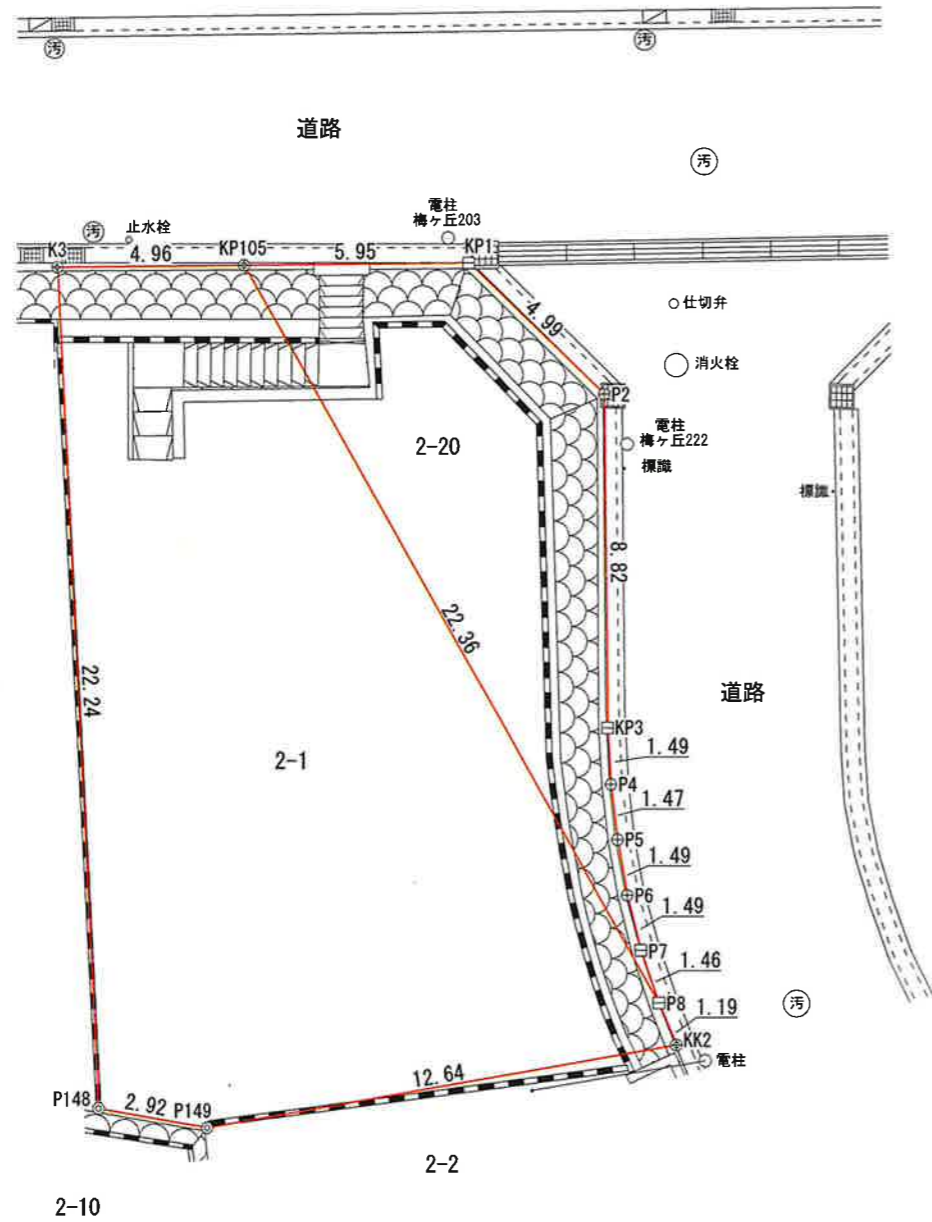 汚
汚
道路
汚
電柱
梅ヶ丘203
汚
止水栓
K3
4.96
KP105
5.95
KP1
4.99
仕切弁
消火栓
P2
電柱
梅ヶ丘222
標識
標識
2-20
8.82
22.36
22.24
道路
2-1
KP3
1.49
P4
1.47
P5
1.49
P6
1.49
P7
1.46
P8
1.19
汚
KK2
電柱
12.64
P148
2.92
P149
2-2
2-10